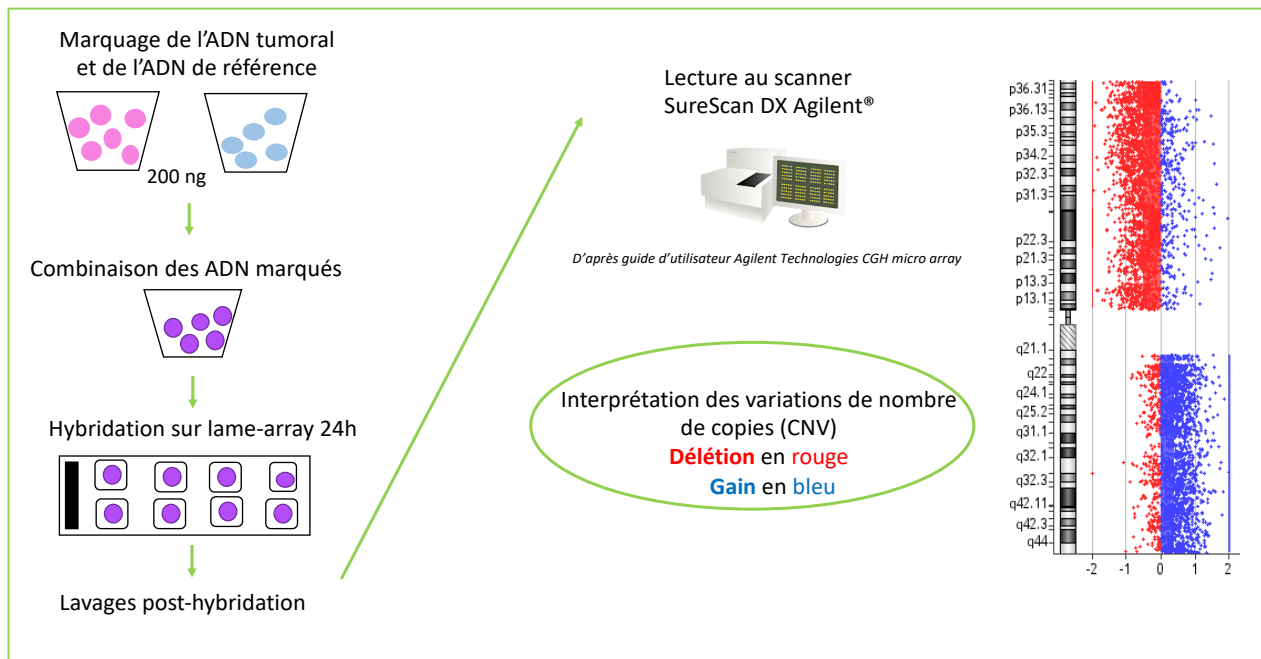 Marquage de l'ADN tumoral
et de l'ADN de référence
200 ng
Combinaison des ADN marqués
Hybridation sur lame-array 24h
Lavages post-hybridation
Lecture au scanner
SureScan DX Agilent®
D'après guide d'utilisateur Agilent Technologies CGH micro array
Interprétation des variations de nombre
de copies (CNV)
Délétion en rouge
Gain en bleu
p36.31
p36.13
p35.3
p34.2
p32.3
p31.3
p22.3
p21.3
p13.3
p13.1
q21.1
q22
q24.1
q25.2
q31.1
q32.1
q32.3
q42.11
q42.3
q44
-2 -1 0 1 2